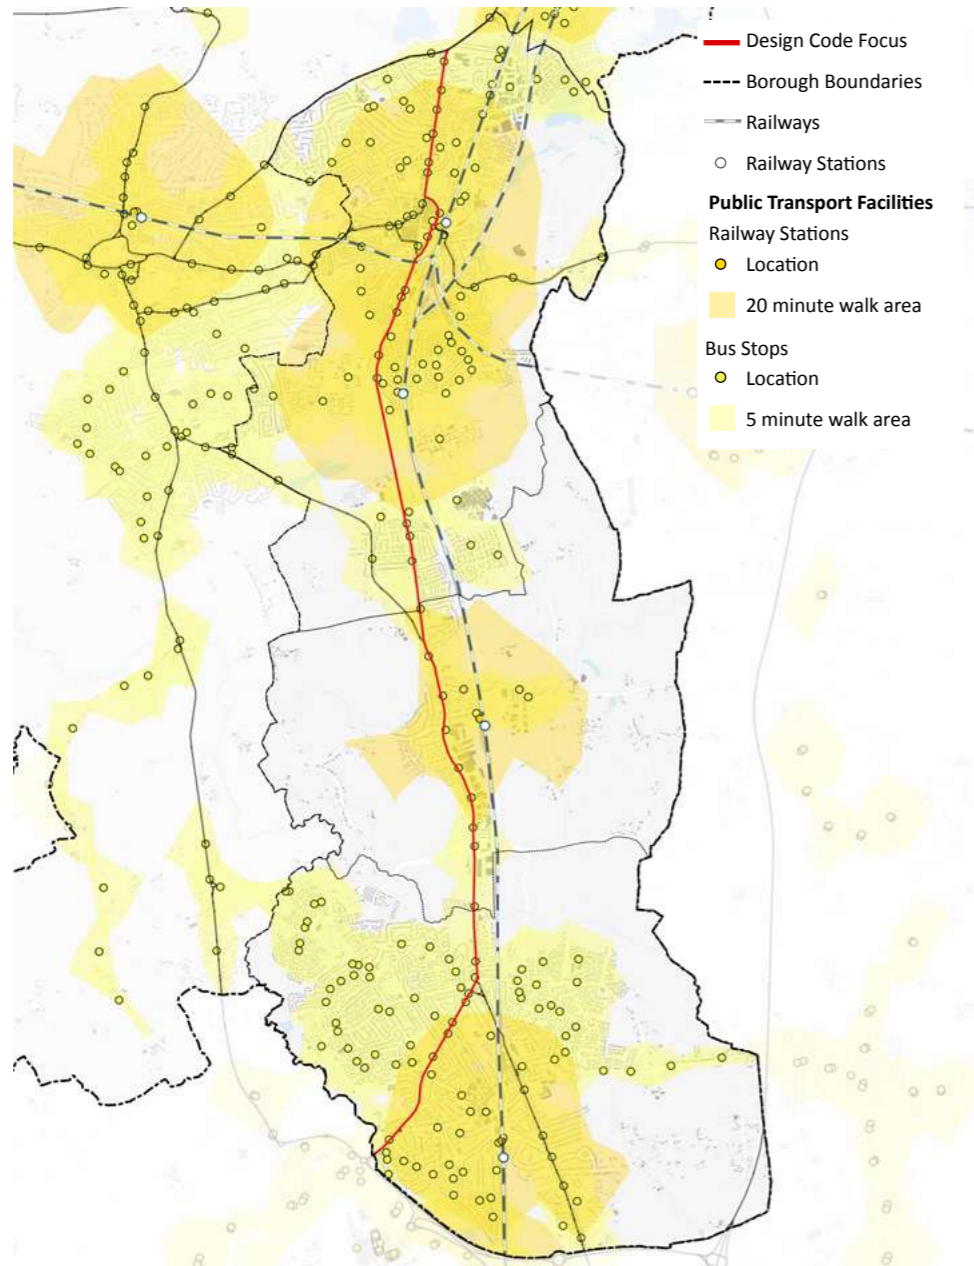 Design Code Focus
Borough Boundaries
Railways
Railway Stations
Public Transport Facilities
Railway Stations
Location
20 minute walk area
Bus Stops
Location
5 minute walk area